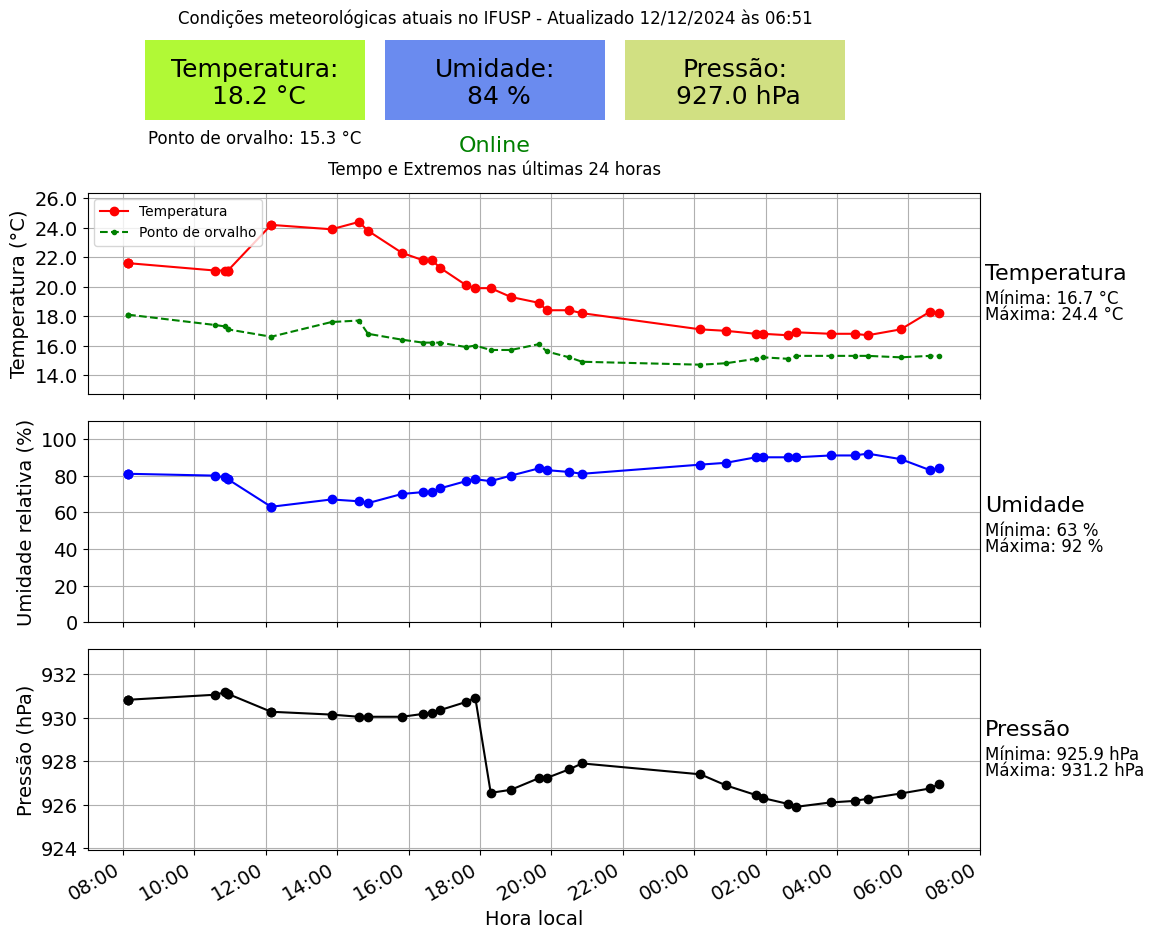 Condições meteorológicas atuais no IFUSP - Atualizado 12/12/2024 às 06:51
Temperatura:
18.2 °C
Umidade:
84 %
Pressão:
927.0 hPa
Ponto de orvalho: 15.3 °C
Online
Tempo e Extremos nas últimas 24 horas
Temperatura (°C)
26.0
24.0
22.0
20.0
18.0
16.0
14.0
Temperatura
Ponto de orvalho
Temperatura
Mínima: 16.7 °C
Máxima: 24.4 °C
Umidade relativa (%)
100
80
60
40
20
0
Umidade
Mínima: 63 %
Máxima: 92 %
Pressão (hPa)
932
930
928
926
924
Pressão
Mínima: 925.9 hPa
Máxima: 931.2 hPa
08:00 10:00 12:00 14:00 16:00 18:00 20:00 22:00 00:00 02:00 04:00 06:00 08:00
Hora local